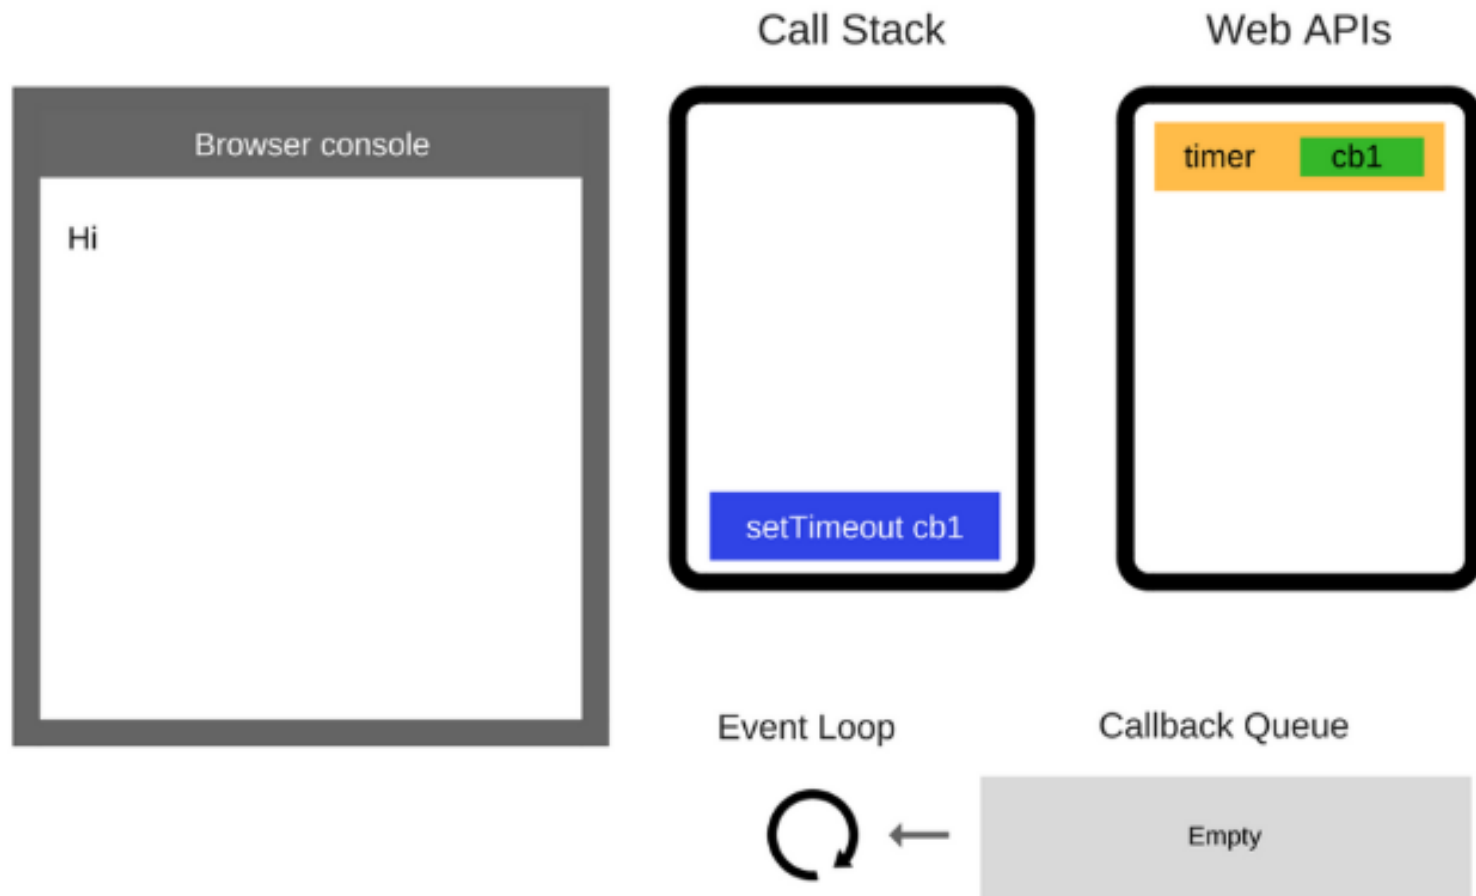 Call Stack
Web APIs
Browser console
timer
cb1
Hi
setTimeout cb1
Event Loop
Callback Queue
Empty